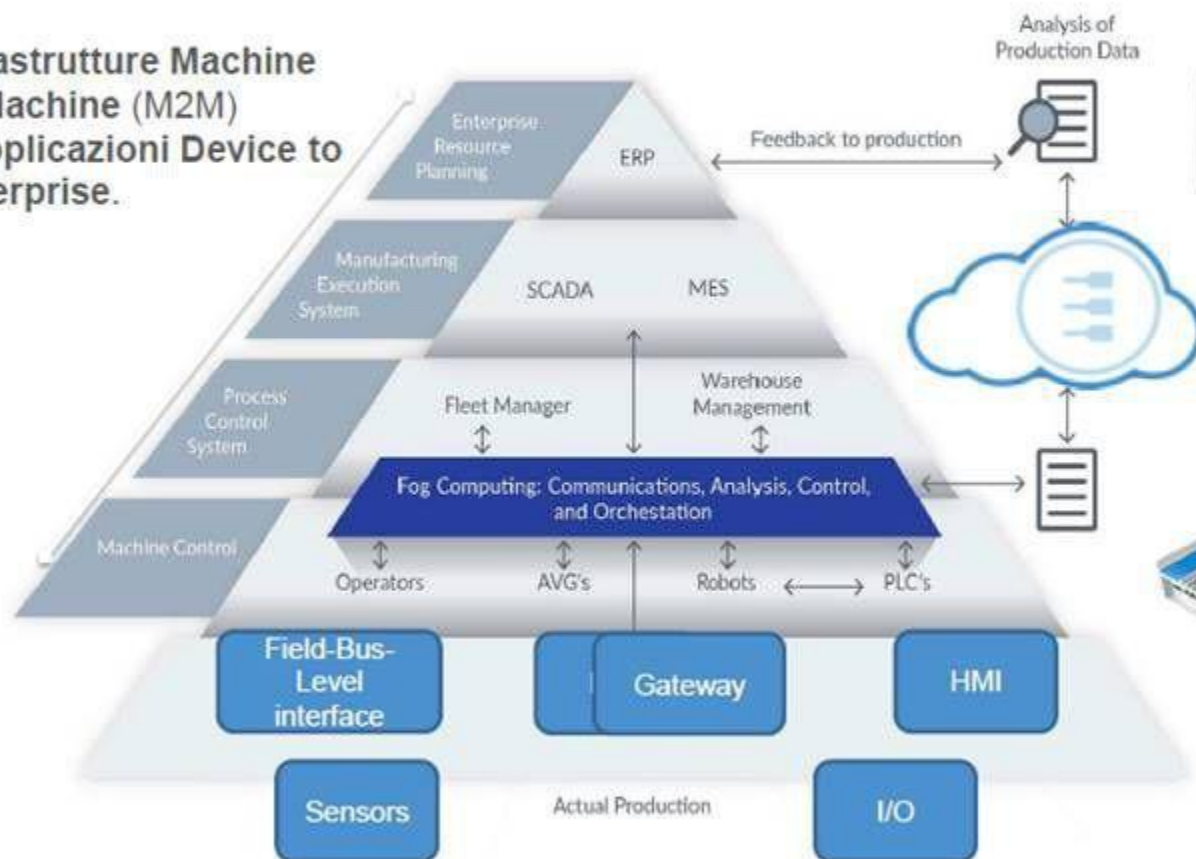 astrutture Machine
achine (M2M)
plicazioni Device to
erprise.
Analysis of
Production Data
Enterprise
Resource
Planning
ERP
Feedback to production
Manufacturing
Execution
System
SCADA
MES
Process
Control
System
Fleet Manager
Warehouse
Management
Fog Computing: Communications, Analysis, Control,
and Orchestation
Machine Control
Operators
AVG's
Robots
PLC's
Field-Bus-
Level
interface
Gateway
HMI
Sensors
Actual Production
I/O